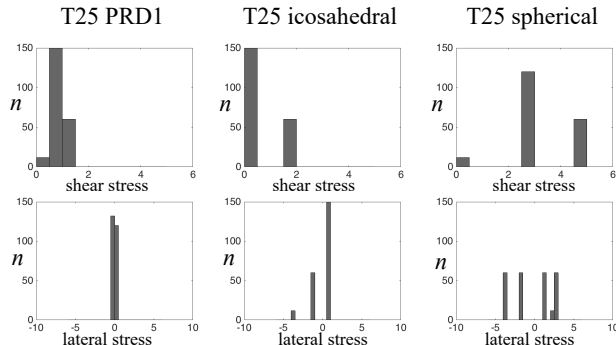 T25 PRD1 T25 icosahedral T25 spherical
150 150 150
100 100 100
n n n
50 50 50
0 0 0
0 2 4 6 0 2 4 6 0 2 4 6
shear stress shear stress shear stress
150 150 150
100 100 100
n n n
50 50 50
0 0 0
-10 -5 0 5 10 -10 -5 0 5 10 -10 -5 0 5 10
lateral stress lateral stress lateral stress